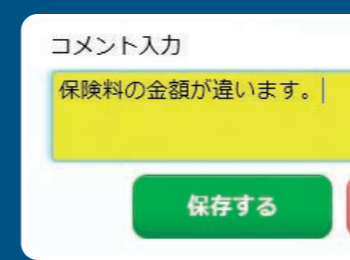 コメント入力
保険料の金額が違います。
保存する